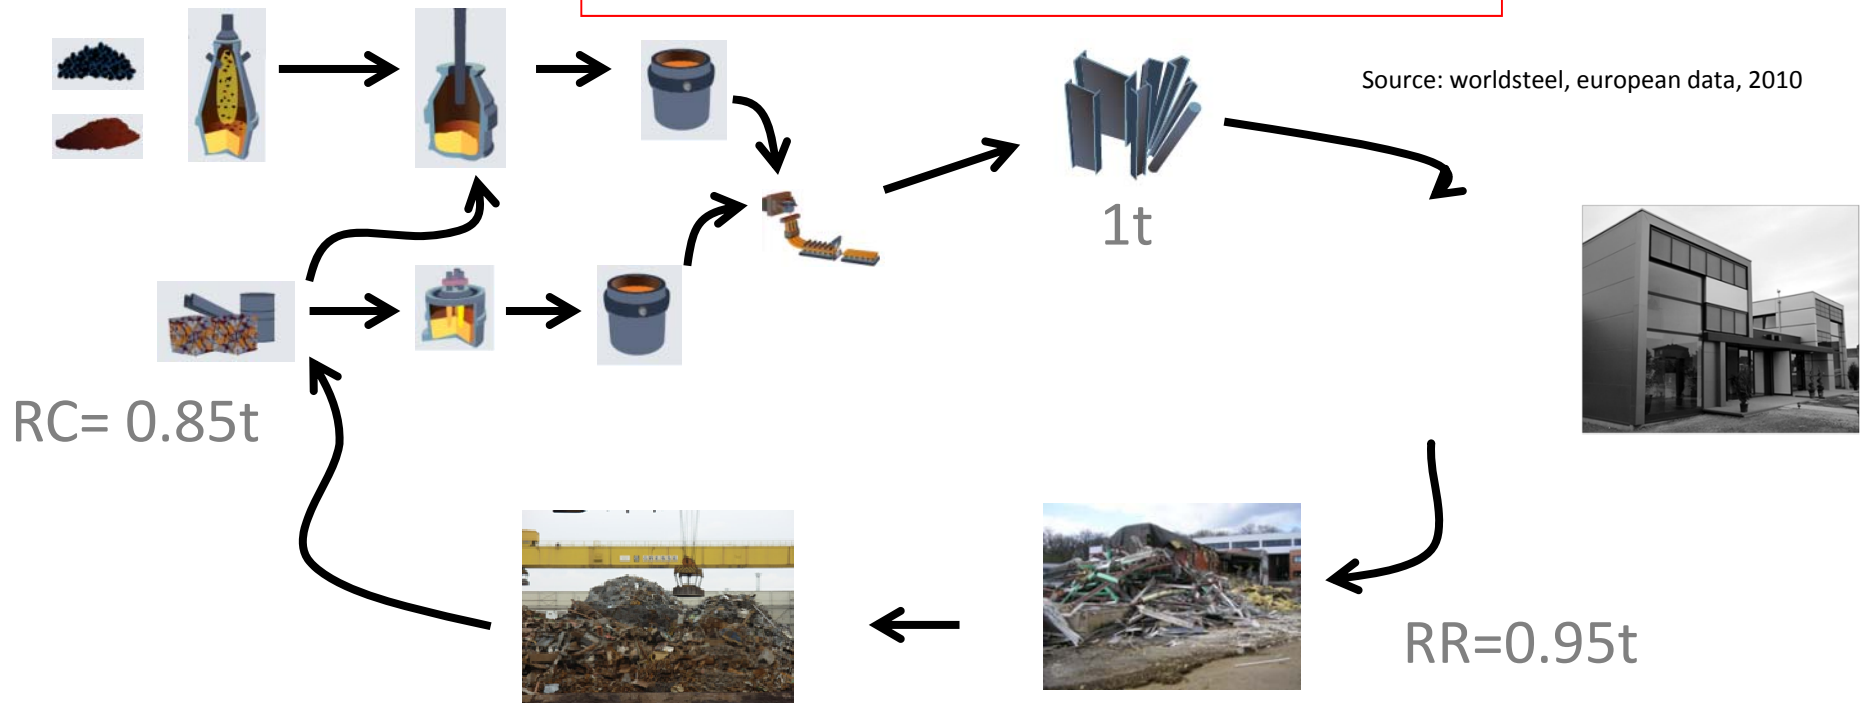 Source: worldsteel, european data, 2010
1t
RC= 0.85t
RR=0.95t